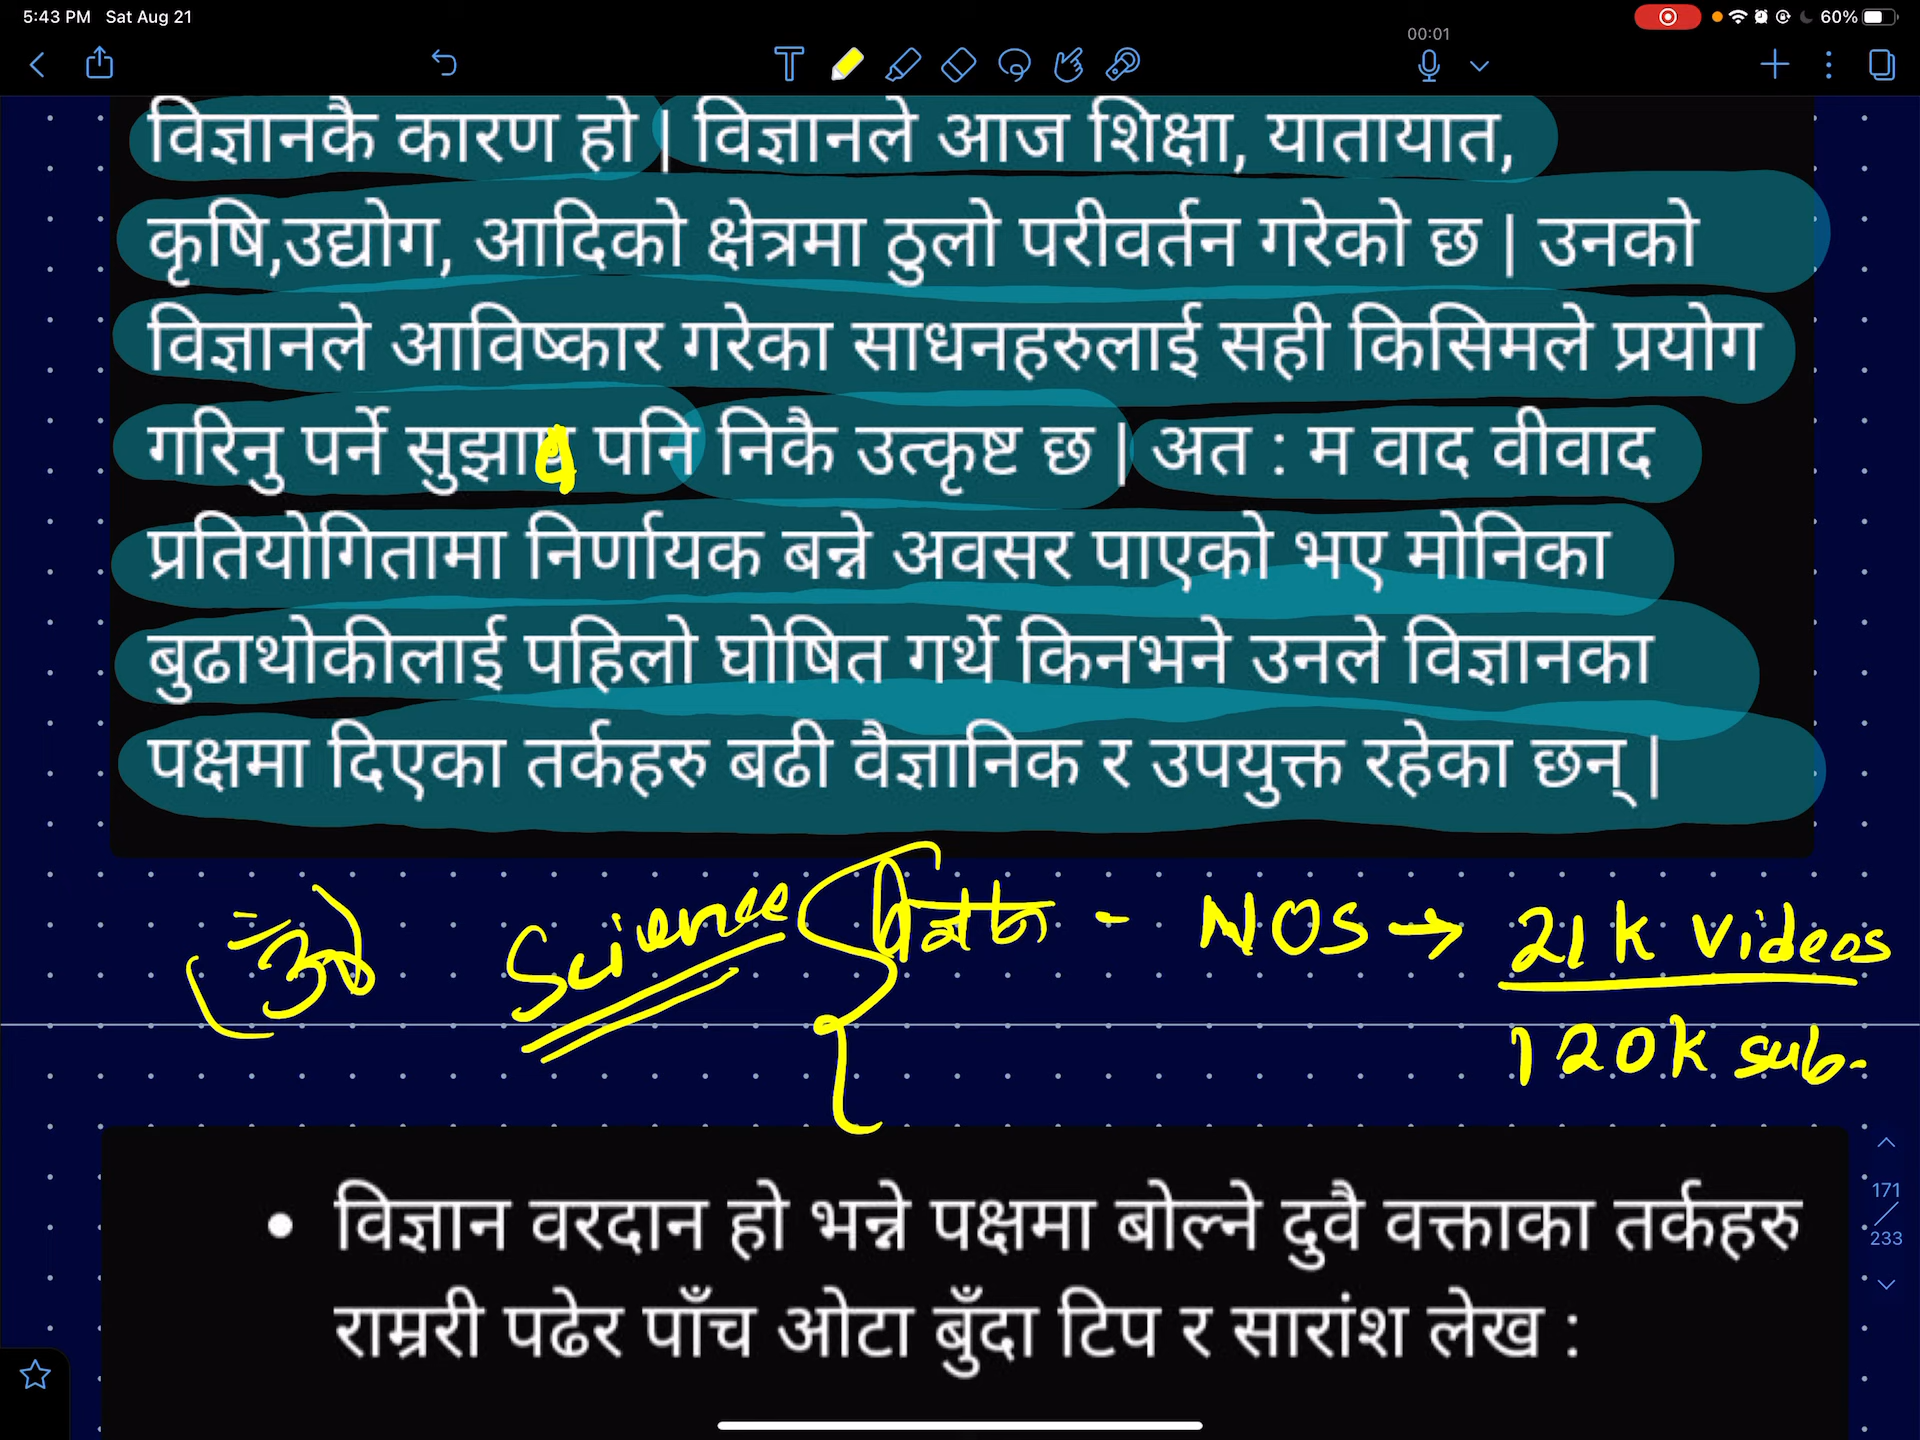 5:43 PM Sat Aug 21
60%
00:01
विज्ञानकै कारण हो | विज्ञानले आज शिक्षा, यातायात,
कृषि,उद्योग, आदिको क्षेत्रमा ठुलो परीवर्तन गरेको छ | उनको
विज्ञानले आविष्कार गरेका साधनहरुलाई सही किसिमले प्रयोग
गरिनु पर्ने सुझाव पनि निकै उत्कृष्ट छ | अत : म वाद वीवाद
प्रतियोगितामा निर्णायक बन्ने अवसर पाएको भए मोनिका
बुढाथोकीलाई पहिलो घोषित गर्थे किनभने उनले विज्ञानका
पक्षमा दिएका तर्कहरु बढी वैज्ञानिक र उपयुक्त रहेका छन् |
Science - NOS → 21k videos
120k sub.
• विज्ञान वरदान हो भन्ने पक्षमा बोल्ने दुवै वक्ताका तर्कहरु
राम्ररी पढेर पाँच ओटा बुँदा टिप र सारांश लेख :
171
233